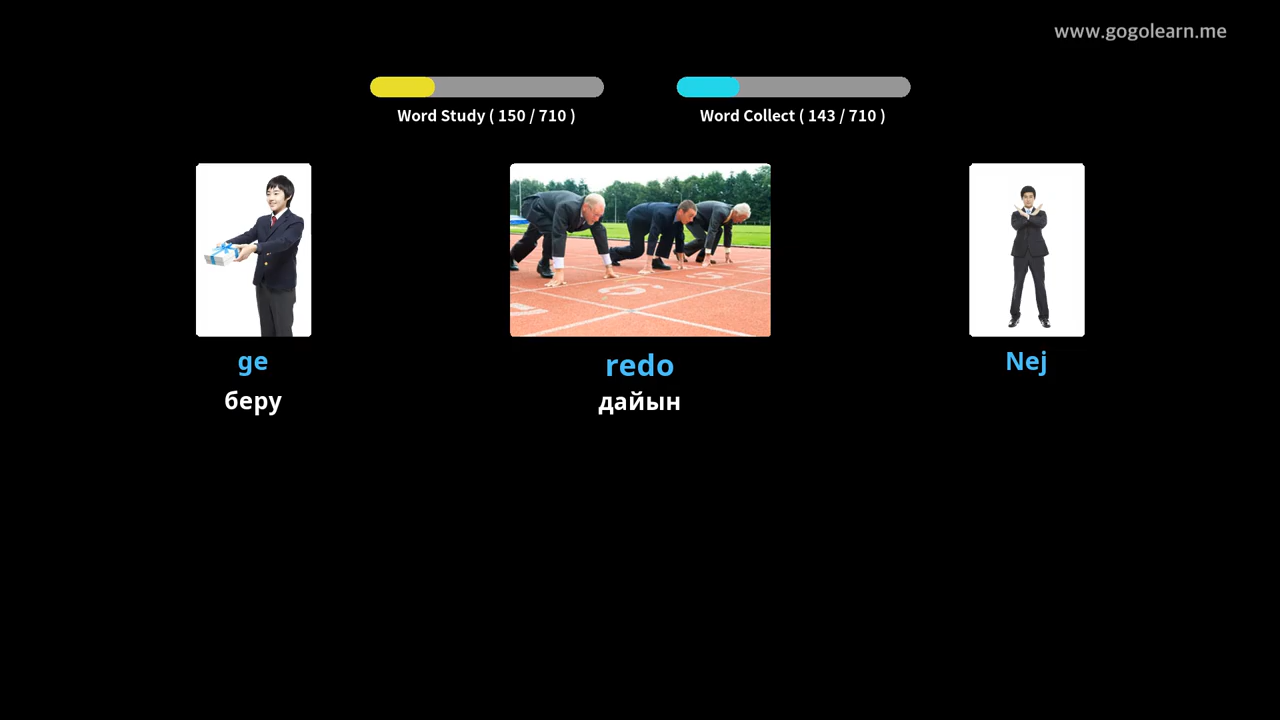 www.gogolearn.me
Word Study ( 150 / 710 )
Word Collect ( 143 / 710 )
ge
redo
Nej
беру
дайын